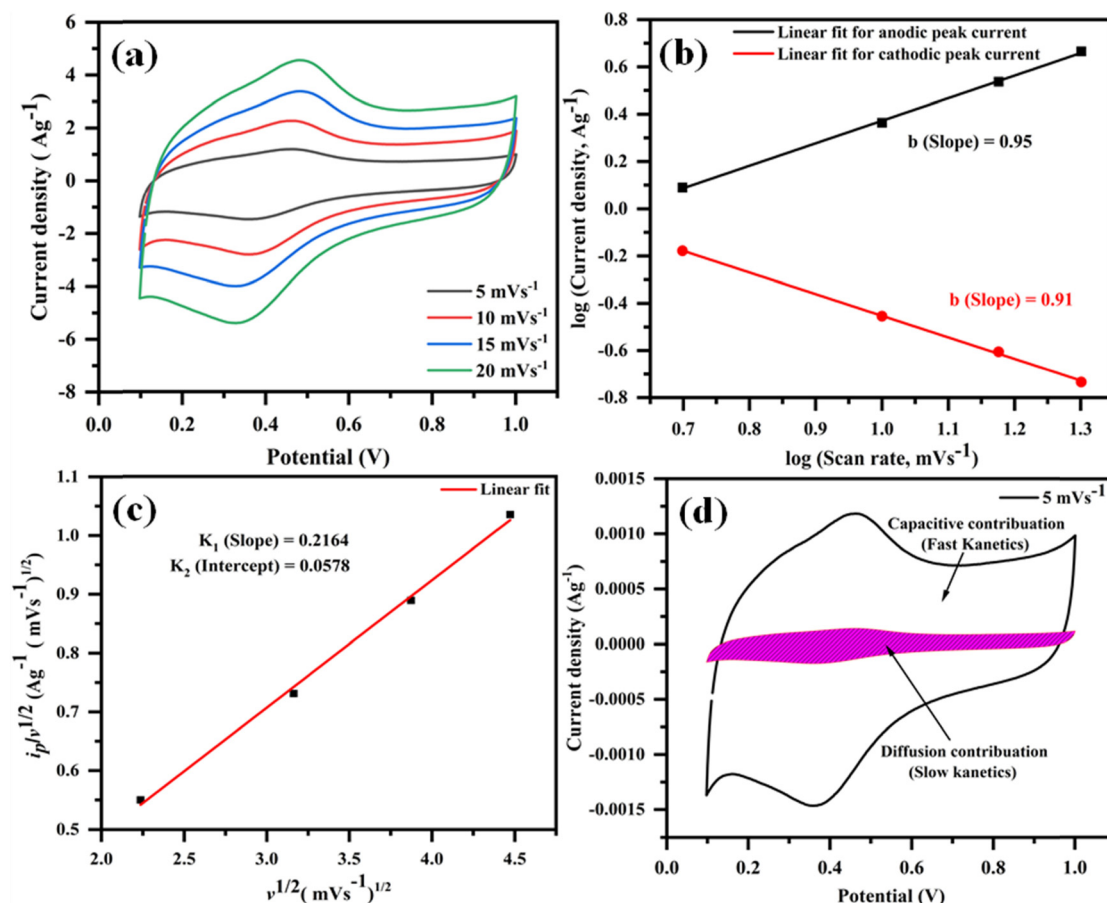 (a)
Current density ( Ag⁻¹)
4
2
0
-2
-4
-6
-8
5 mVs⁻¹
10 mVs⁻¹
15 mVs⁻¹
20 mVs⁻¹
0.0 0.2 0.4 0.6 0.8 1.0
Potential (V)
(b)
Linear fit for anodic peak current
Linear fit for cathodic peak current
log (Current density, Ag⁻¹)
0.8
0.6
0.4
0.2
0.0
-0.2
-0.4
-0.6
-0.8
b (Slope) = 0.95
b (Slope) = 0.91
0.7 0.8 0.9 1.0 1.1 1.2 1.3
log (Scan rate, mVs⁻¹)
(c)
Linear fit
K₁ (Slope) = 0.2164
K₂ (Intercept) = 0.0578
iₚ/v¹/² (Ag⁻¹ ( mVs⁻¹)¹/²
1.1
1.0
0.9
0.8
0.7
0.6
0.5
2.0 2.5 3.0 3.5 4.0 4.5
v¹/²( mVs⁻¹)¹/²
(d)
5 mVs⁻¹
Capacitive contribuation
(Fast Kanetics)
Current density (Ag⁻¹)
0.0010
0.0005
0.0000
-0.0005
-0.0010
-0.0015
Diffusion contribuation
(Slow kanetics)
0.0 0.2 0.4 0.6 0.8 1.0
Potential (V)